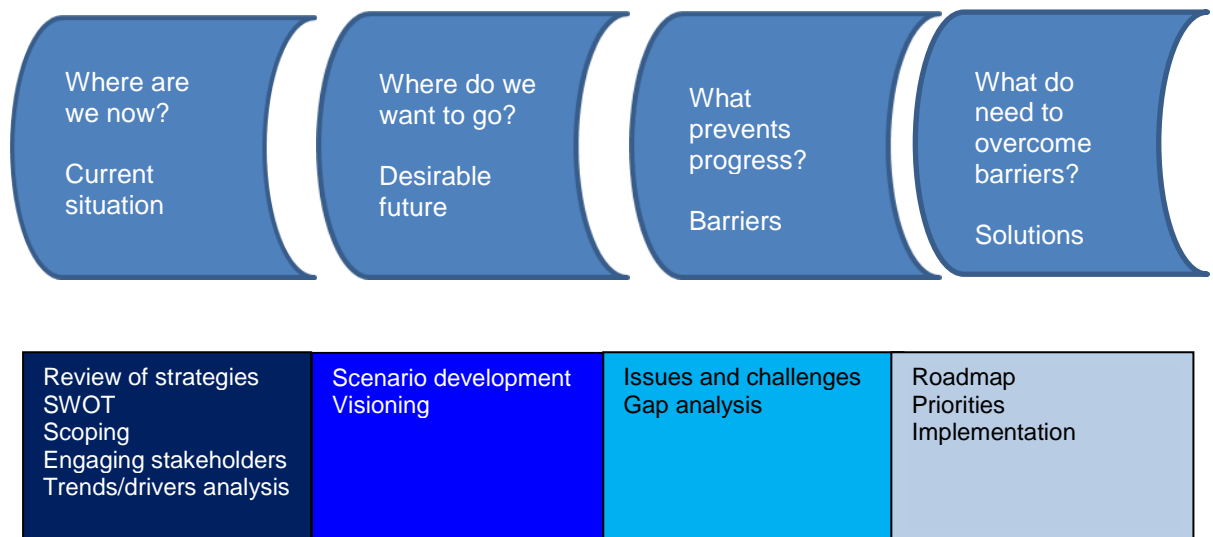 Where are
we now?
Current
situation
Where do we
want to go?
Desirable
future
What
prevents
progress?
Barriers
What do
need to
overcome
barriers?
Solutions
Review of strategies
SWOT
Scoping
Engaging stakeholders
Trends/drivers analysis
Scenario development
Visioning
Issues and challenges
Gap analysis
Roadmap
Priorities
Implementation